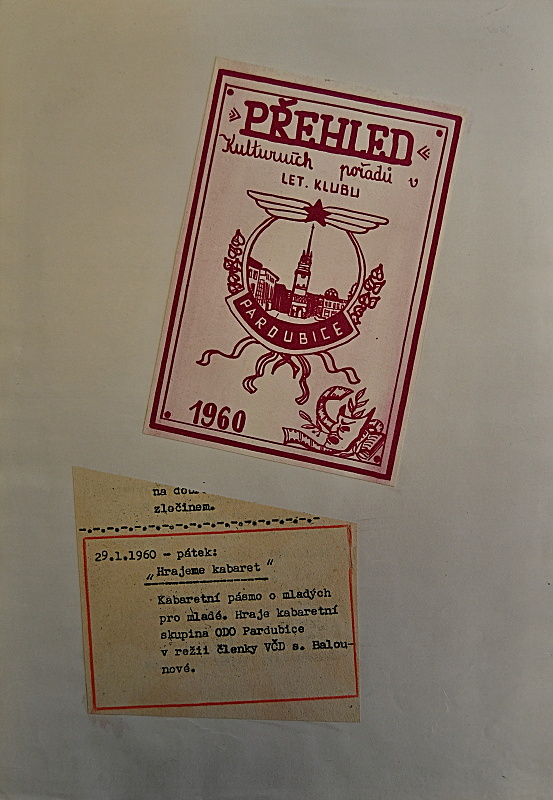 PŘEHLED
Kulturních pořadů v
LET. KLUBU
PARDUBICE
1960
na
zločinem.
29.1.1960 - pátek:
„Hrajeme kabaret"
Kabaretní pásmo o mladých
pro mladé. Hraje kabaretní
skupina ODO Pardubice
v režii členky VČD s. Balou-
nové.